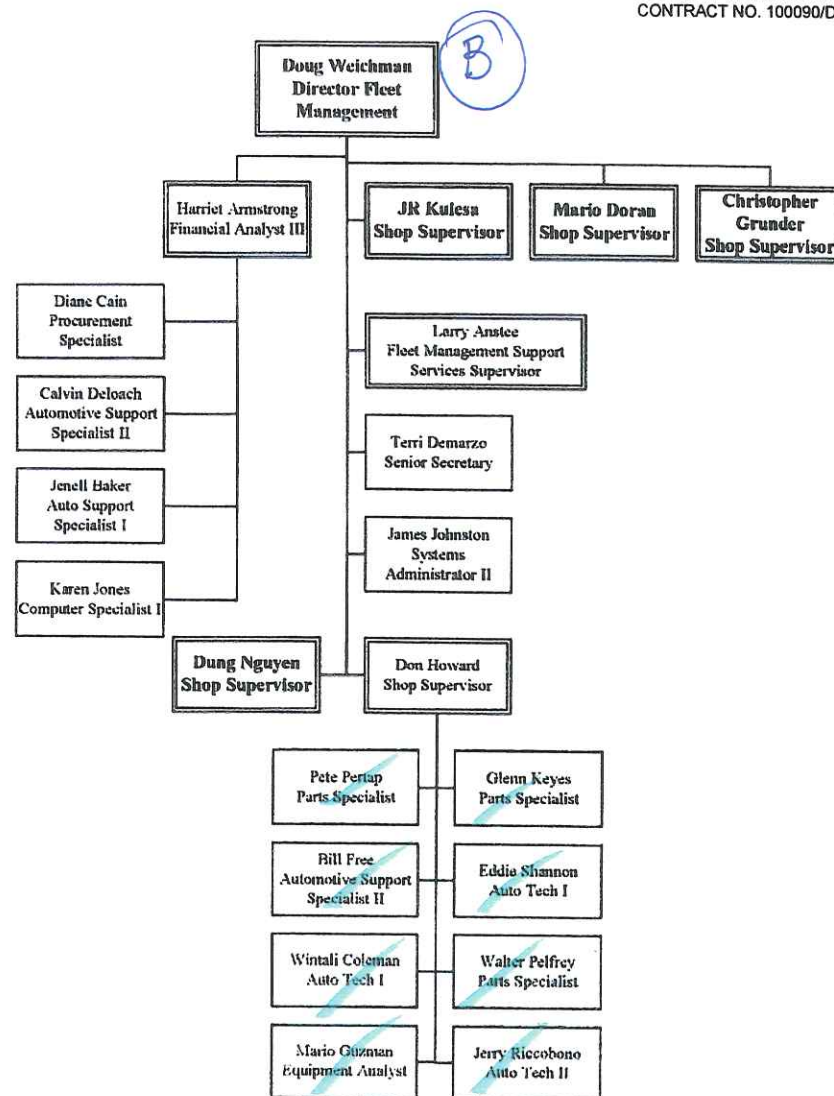 CONTRACT NO. 100090/D
B
Doug Weichman
Director Fleet
Management
Harriet Armstrong
Financial Analyst III
JR Kulesa
Shop Supervisor
Mario Doran
Shop Supervisor
Christopher
Grunder
Shop Supervisor
Diane Cain
Procurement
Specialist
Larry Anstee
Fleet Management Support
Services Supervisor
Calvin Deloach
Automotive Support
Specialist II
Terri Demarzo
Senior Secretary
Jenell Baker
Auto Support
Specialist I
James Johnston
Systems
Administrator II
Karen Jones
Computer Specialist I
Dung Nguyen
Shop Supervisor
Don Howard
Shop Supervisor
Pete Pertap
Parts Specialist
Glenn Keyes
Parts Specialist
Bill Free
Automotive Support
Specialist II
Eddie Shannon
Auto Tech I
Wintali Coleman
Auto Tech I
Walter Pelfrey
Parts Specialist
Mario Guzman
Equipment Analyst
Jerry Riccobono
Auto Tech II